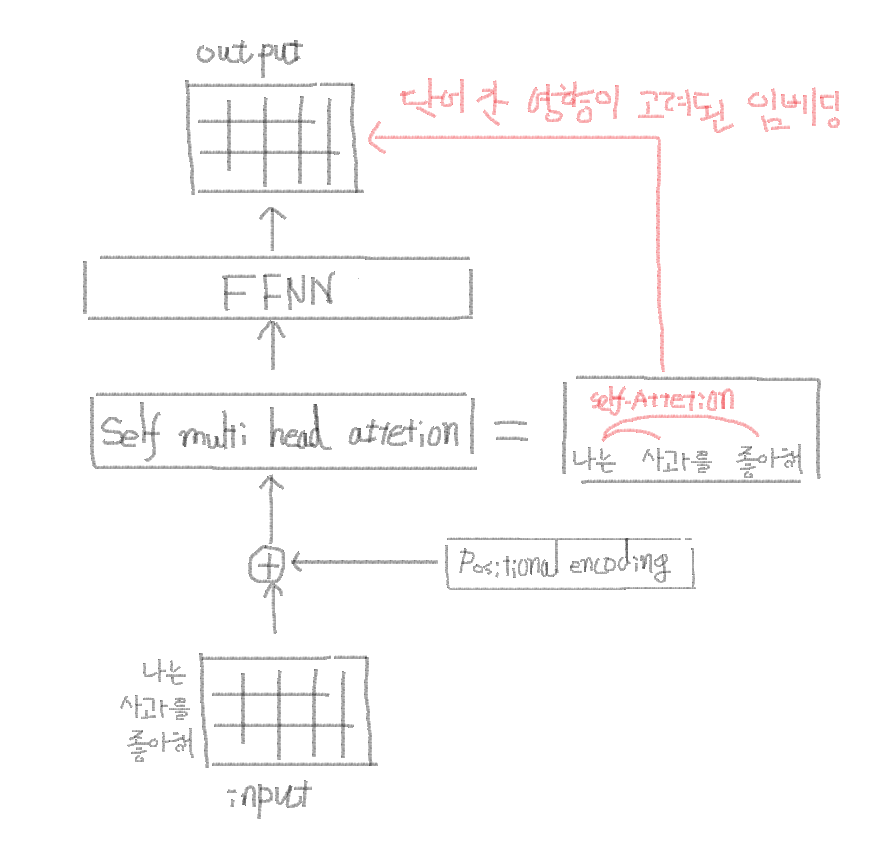 output
단어 간 영향이 고려된 임베딩
FFNN
Self multi head attetion
=
self-Attetion
나는 사과를 좋아해
+
Positional encoding
나는
사과를
좋아해
input